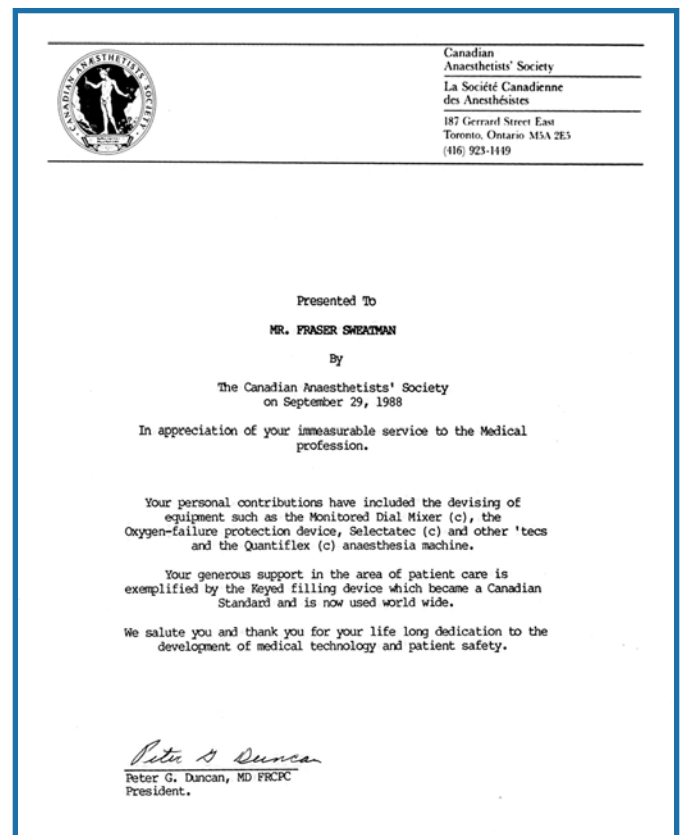 CANADIAN ANÆSTHETISTS SOCIETY
Canadian
Anaesthetists' Society
La Société Canadienne
des Anesthésistes
187 Gerrard Street East
Toronto, Ontario M5A 2E5
(416) 923-1449
Presented To
MR. FRASER SWEATMAN
By
The Canadian Anaesthetists' Society
on September 29, 1988
In appreciation of your immeasurable service to the Medical
profession.
Your personal contributions have included the devising of
equipment such as the Monitored Dial Mixer (c), the
Oxygen-failure protection device, Selectatec (c) and other 'tecs
and the Quantiflex (c) anaesthesia machine.
Your generous support in the area of patient care is
exemplified by the Keyed filling device which became a Canadian
Standard and is now used world wide.
We salute you and thank you for your life long dedication to the
development of medical technology and patient safety.
Peter G Duncan
Peter G. Duncan, MD FRCPC
President.